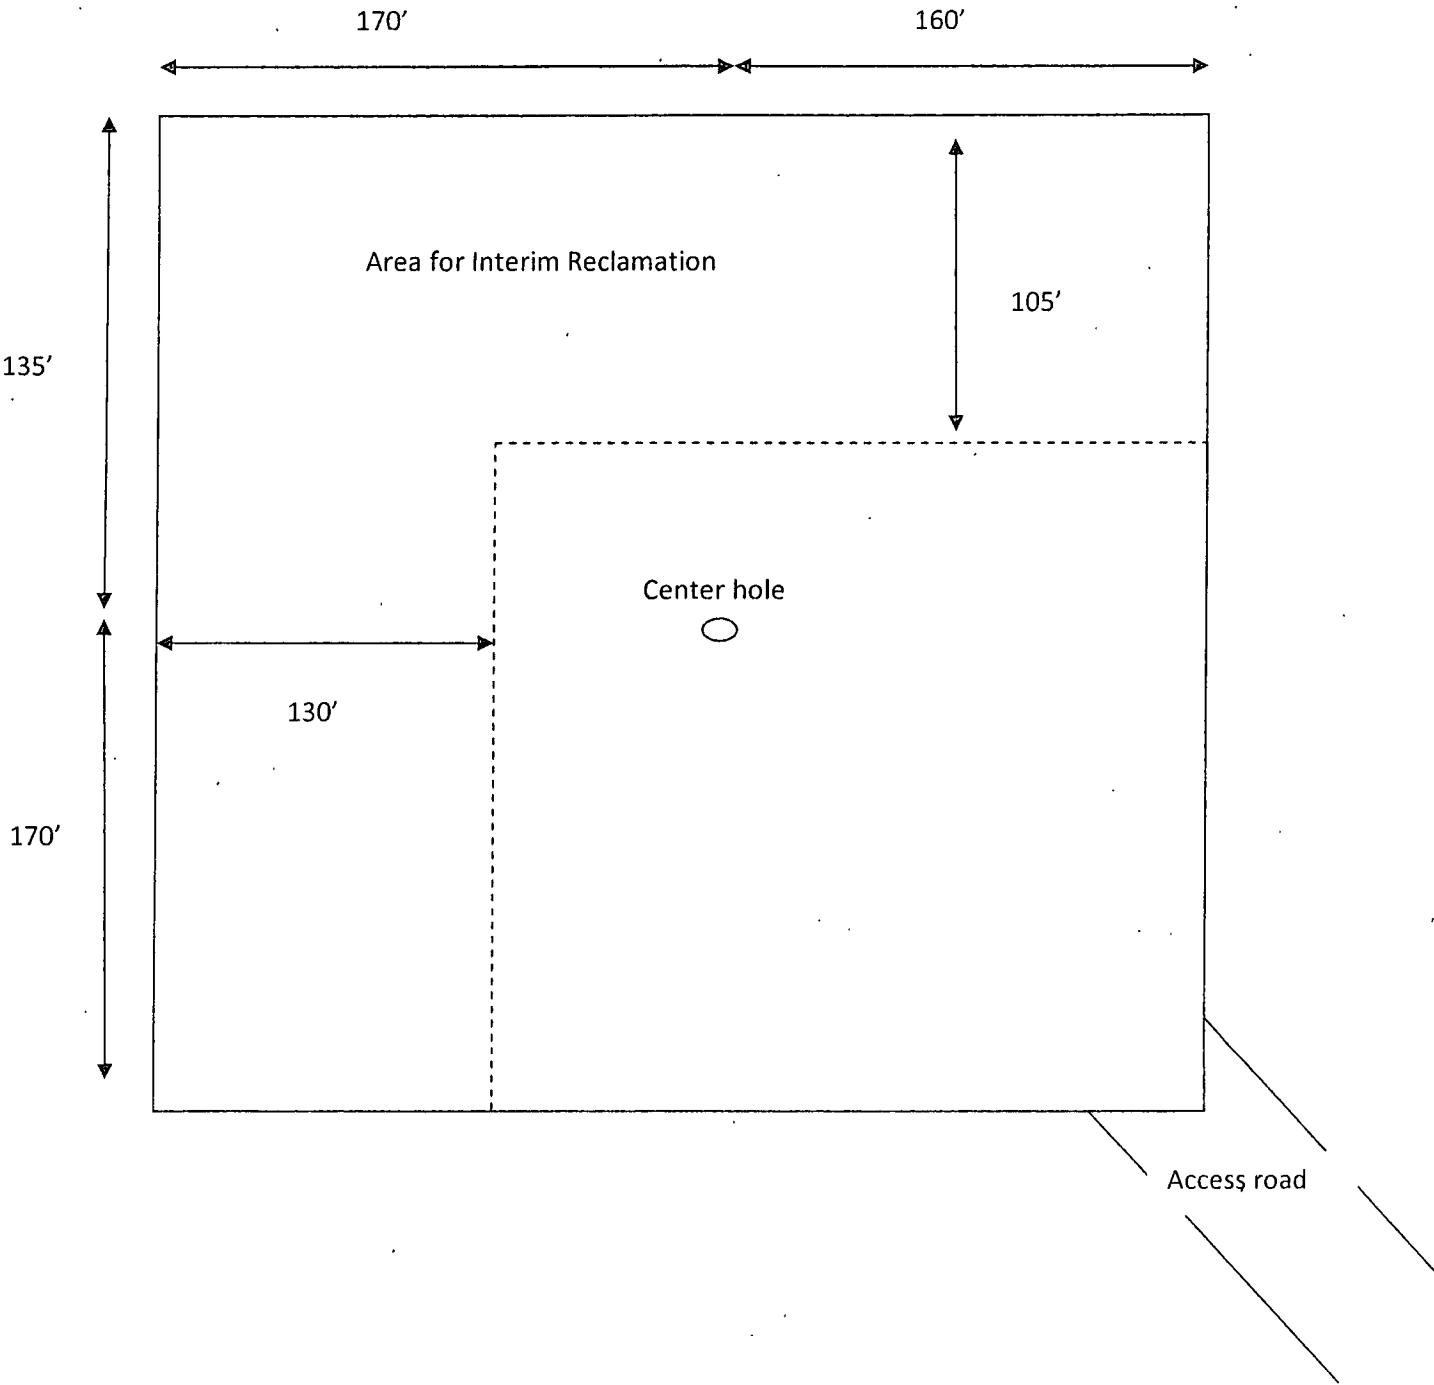 170’ 160’
Area for Interim Reclamation
105’
135’
Center hole
130’
170’
Access road